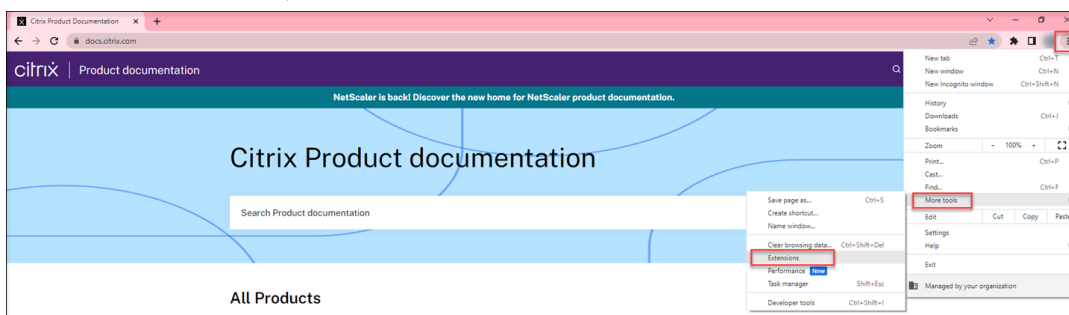 Citrix Product Documentation
docs.citrix.com
citrix | Product documentation
NetScaler is back! Discover the new home for NetScaler product documentation.
Citrix Product documentation
Search Product documentation
All Products
New tab Ctrl+T
New window Ctrl+N
New Incognito window Ctrl+Shift+N
History
Downloads Ctrl+J
Bookmarks
Zoom - 100% +
Print... Ctrl+P
Cast...
Find... Ctrl+F
More tools
Edit Cut Copy Paste
Settings
Help
Exit
Managed by your organization
Save page as... Ctrl+S
Create shortcut...
Name window...
Clear browsing data... Ctrl+Shift+Del
Extensions
Performance New
Task manager Shift+Esc
Developer tools Ctrl+Shift+I